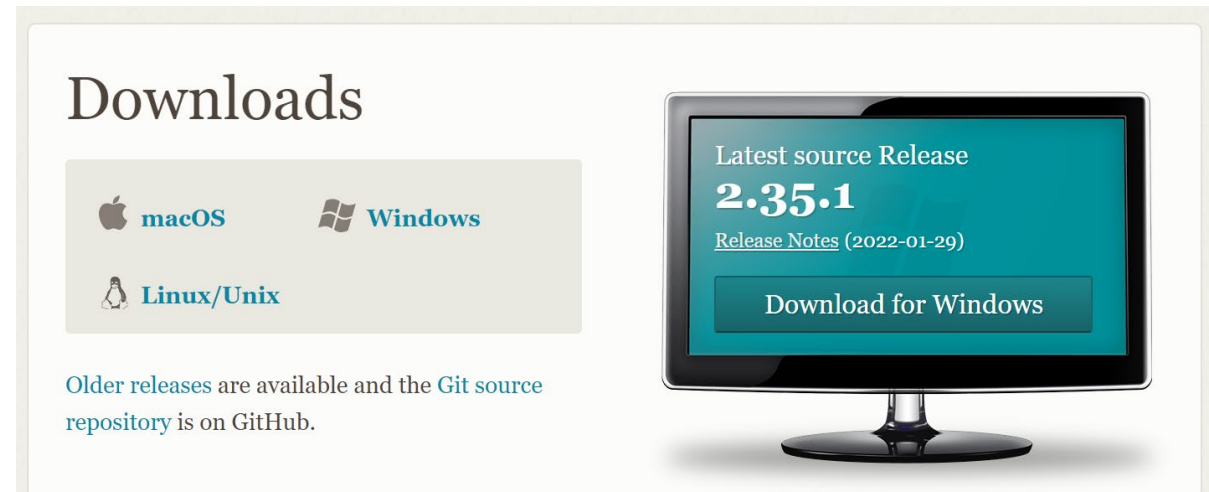 Downloads
macOS
Windows
Linux/Unix
Older releases are available and the Git source
repository is on GitHub.
Latest source Release
2.35.1
Release Notes (2022-01-29)
Download for Windows